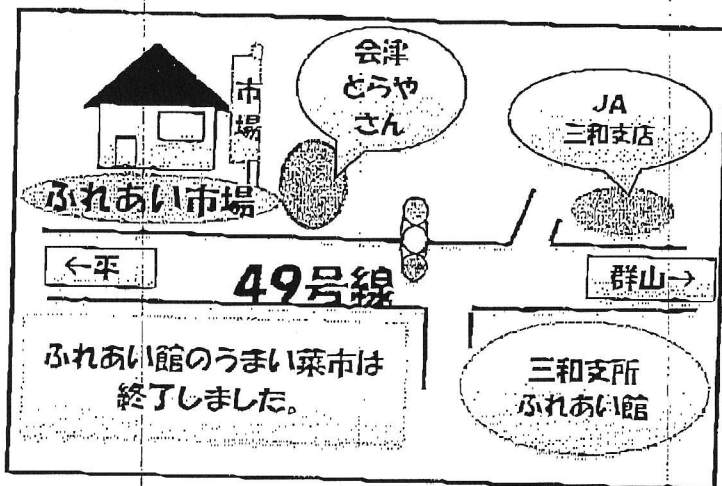 会津
とらや
さん
市
場
JA
三和支店
ふれあい市場
←平
49号線
群山→
ふれあい館のうまい菜市は
終了しました。
三和支所
ふれあい館